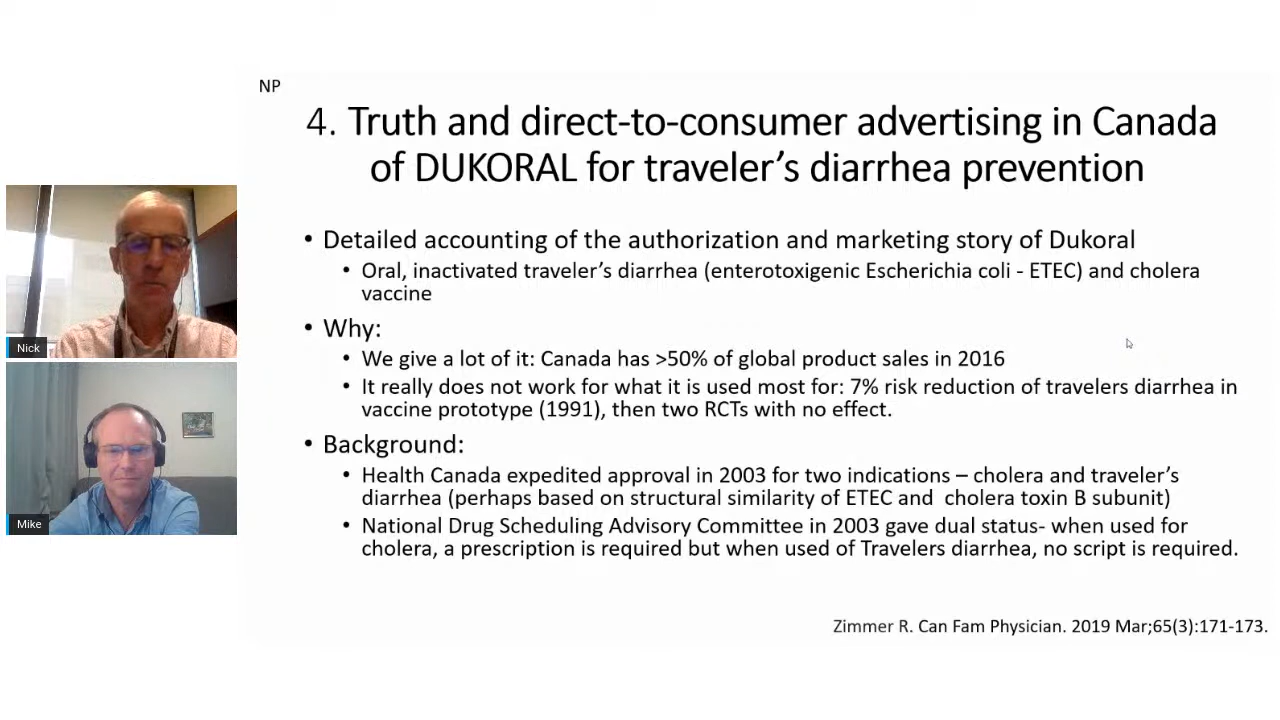 NP
4. Truth and direct-to-consumer advertising in Canada
of DUKORAL for traveler's diarrhea prevention
• Detailed accounting of the authorization and marketing story of Dukoral
• Oral, inactivated traveler's diarrhea (enterotoxigenic Escherichia coli - ETEC) and cholera
vaccine
• Why:
• We give a lot of it: Canada has >50% of global product sales in 2016
• It really does not work for what it is used most for: 7% risk reduction of travelers diarrhea in
vaccine prototype (1991), then two RCTs with no effect.
• Background:
• Health Canada expedited approval in 2003 for two indications – cholera and traveler's
diarrhea (perhaps based on structural similarity of ETEC and cholera toxin B subunit)
• National Drug Scheduling Advisory Committee in 2003 gave dual status- when used for
cholera, a prescription is required but when used of Travelers diarrhea, no script is required.
Zimmer R. Can Fam Physician. 2019 Mar;65(3):171-173.
Nick
Mike